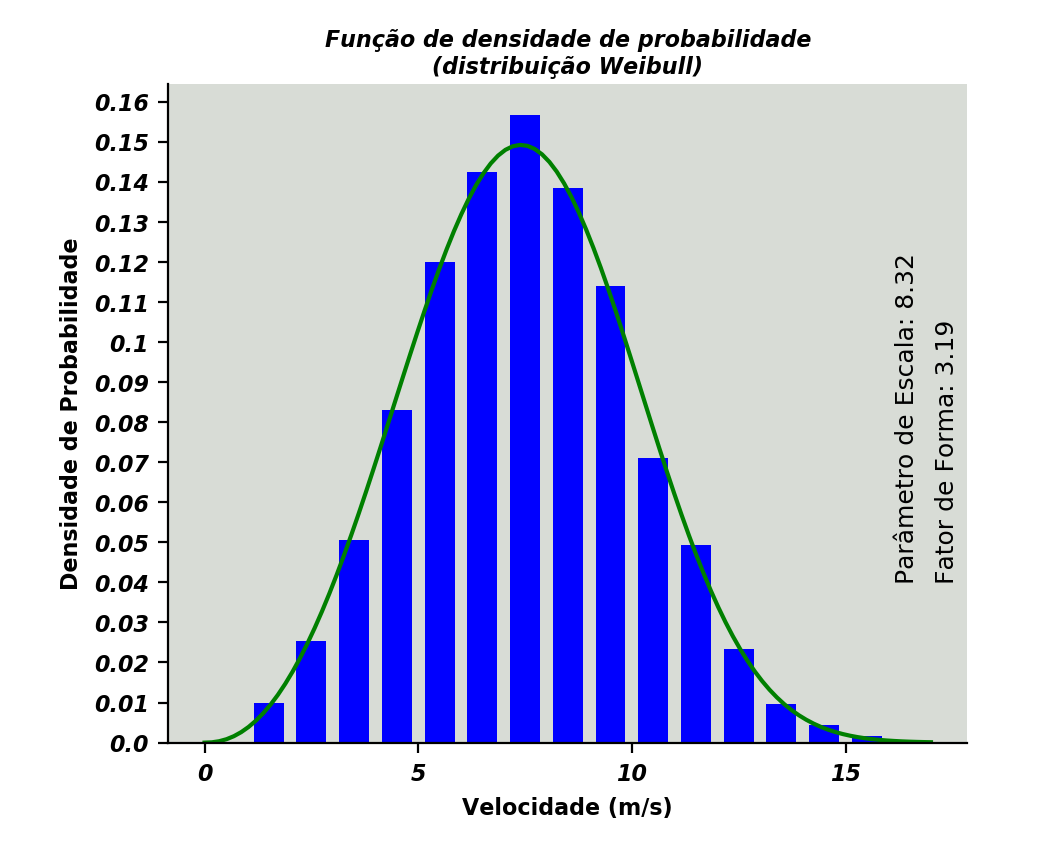 Função de densidade de probabilidade
(distribuição Weibull)
Densidade de Probabilidade
0.16
0.15
0.14
0.13
0.12
0.11
0.1
0.09
0.08
0.07
0.06
0.05
0.04
0.03
0.02
0.01
0.0
Parâmetro de Escala: 8.32
Fator de Forma: 3.19
0 5 10 15
Velocidade (m/s)